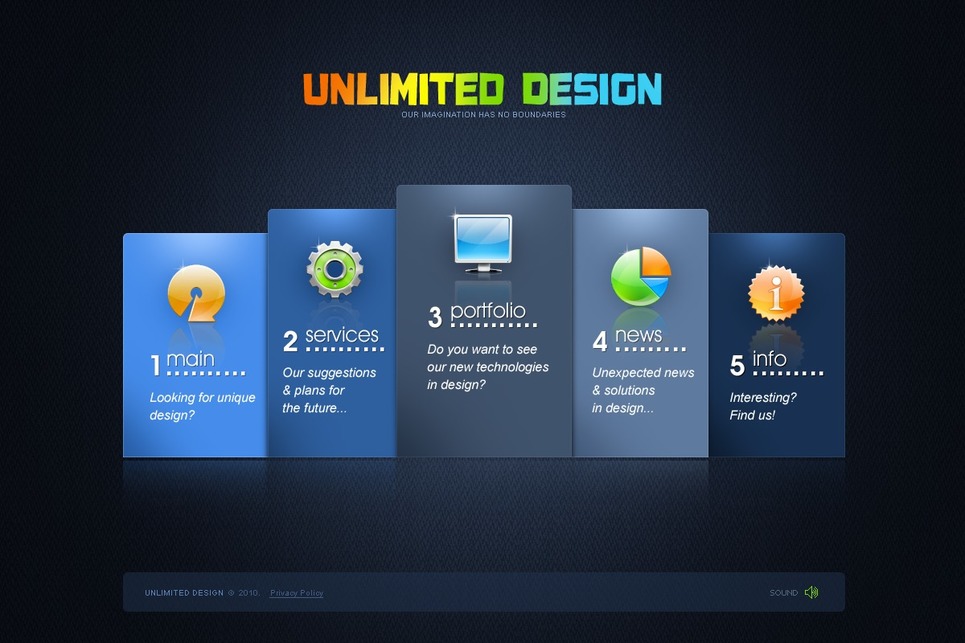 UNLIMITED DESIGN
OUR IMAGINATION HAS NO BOUNDARIES
1 main
Looking for unique
design?
2 services
Our suggestions
& plans for
the future...
3 portfolio
Do you want to see
our new technologies
in design?
4 news
Unexpected news
& solutions
in design...
5 info
Interesting?
Find us!
UNLIMITED DESIGN © 2010. Privacy Policy
SOUND